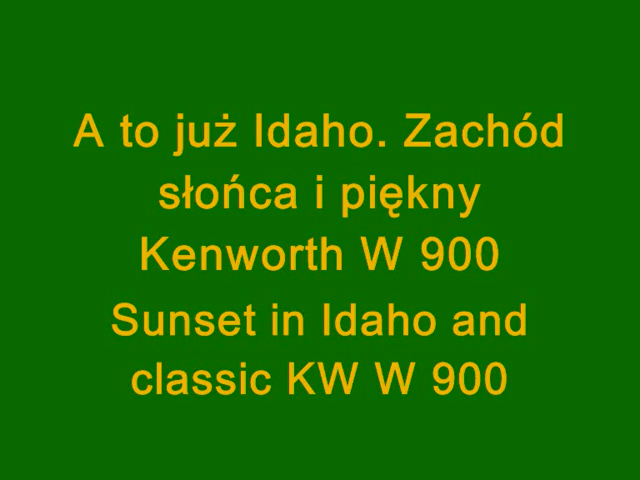 A to już Idaho. Zachód
słońca i piękny
Kenworth W 900
Sunset in Idaho and
classic KW W 900